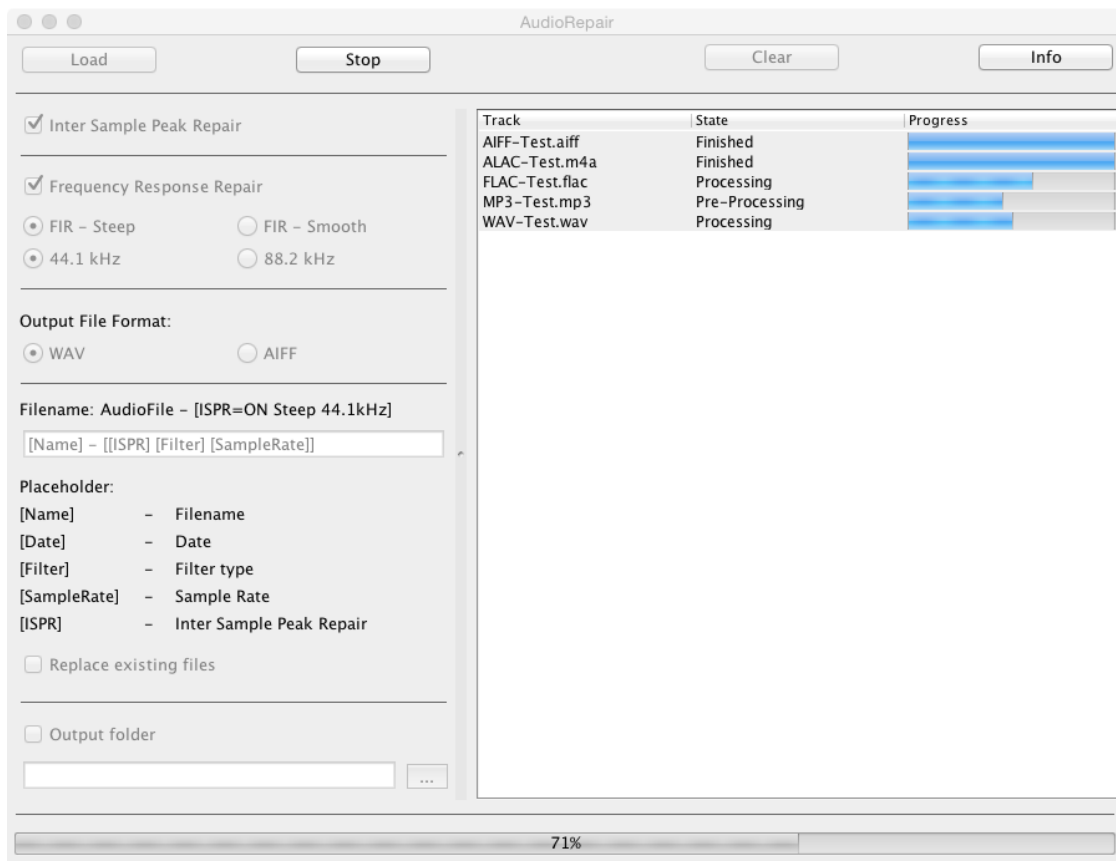 AudioRepair
Load Stop Clear Info
Inter Sample Peak Repair
Frequency Response Repair
FIR – Steep FIR – Smooth
44.1 kHz 88.2 kHz
Output File Format:
WAV AIFF
Filename: AudioFile – [ISPR=ON Steep 44.1kHz]
[Name] – [[ISPR] [Filter] [SampleRate]]
Placeholder:
[Name] – Filename
[Date] – Date
[Filter] – Filter type
[SampleRate] – Sample Rate
[ISPR] – Inter Sample Peak Repair
Replace existing files
Output folder
...
Track State Progress
AIFF–Test.aiff Finished
ALAC–Test.m4a Finished
FLAC–Test.flac Processing
MP3–Test.mp3 Pre–Processing
WAV–Test.wav Processing
71%